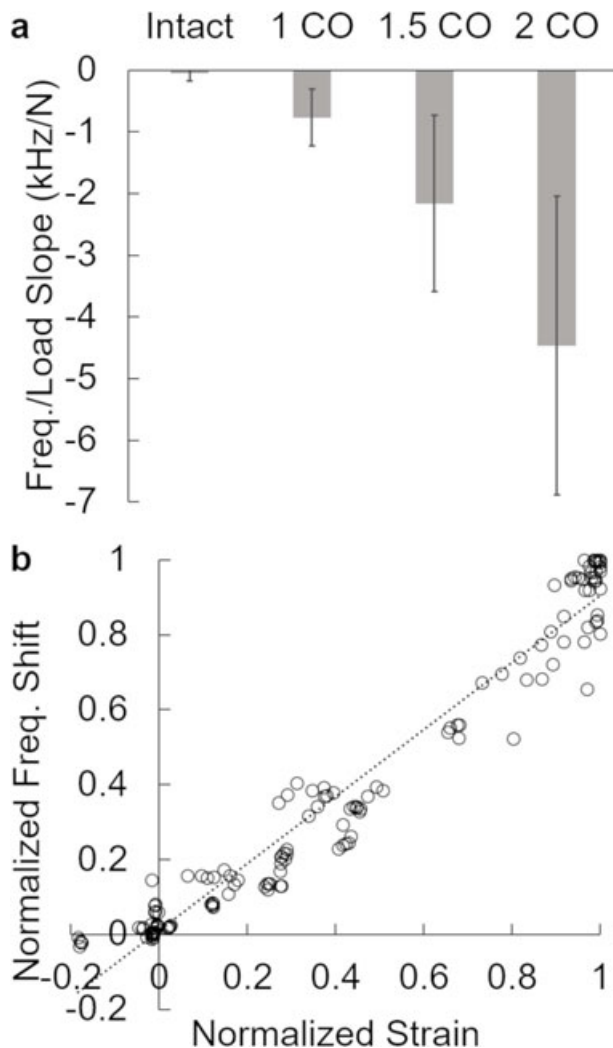 a
Intact 1 CO 1.5 CO 2 CO
Freq./Load Slope (kHz/N)
0
-1
-2
-3
-4
-5
-6
-7
b
Normalized Freq. Shift
1
0.8
0.6
0.4
0.2
0
-0.2
-0.2 0 0.2 0.4 0.6 0.8 1
Normalized Strain